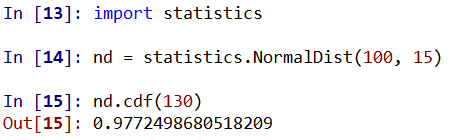 In [13]: import statistics
In [14]: nd = statistics.NormalDist(100, 15)
In [15]: nd.cdf(130)
Out[15]: 0.9772498680518209